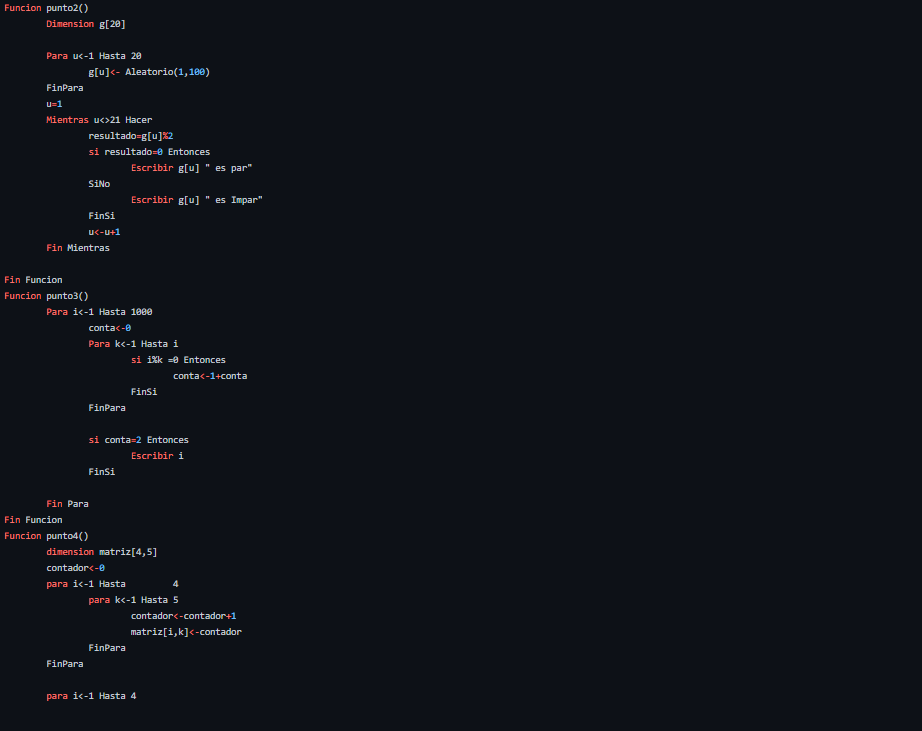 Funcion punto2()
Dimension g[20]
Para u<-1 Hasta 20
g[u]<- Aleatorio(1,100)
FinPara
u=1
Mientras u<>21 Hacer
resultado=g[u]%2
si resultado=0 Entonces
Escribir g[u] " es par"
SiNo
Escribir g[u] " es Impar"
FinSi
u<-u+1
Fin Mientras
Fin Funcion
Funcion punto3()
Para i<-1 Hasta 1000
conta<-0
Para k<-1 Hasta i
si i%k =0 Entonces
conta<-1+conta
FinSi
FinPara
si conta=2 Entonces
Escribir i
FinSi
Fin Para
Fin Funcion
Funcion punto4()
dimension matriz[4,5]
contador<-0
para i<-1 Hasta 4
para k<-1 Hasta 5
contador<-contador+1
matriz[i,k]<-contador
FinPara
FinPara
para i<-1 Hasta 4